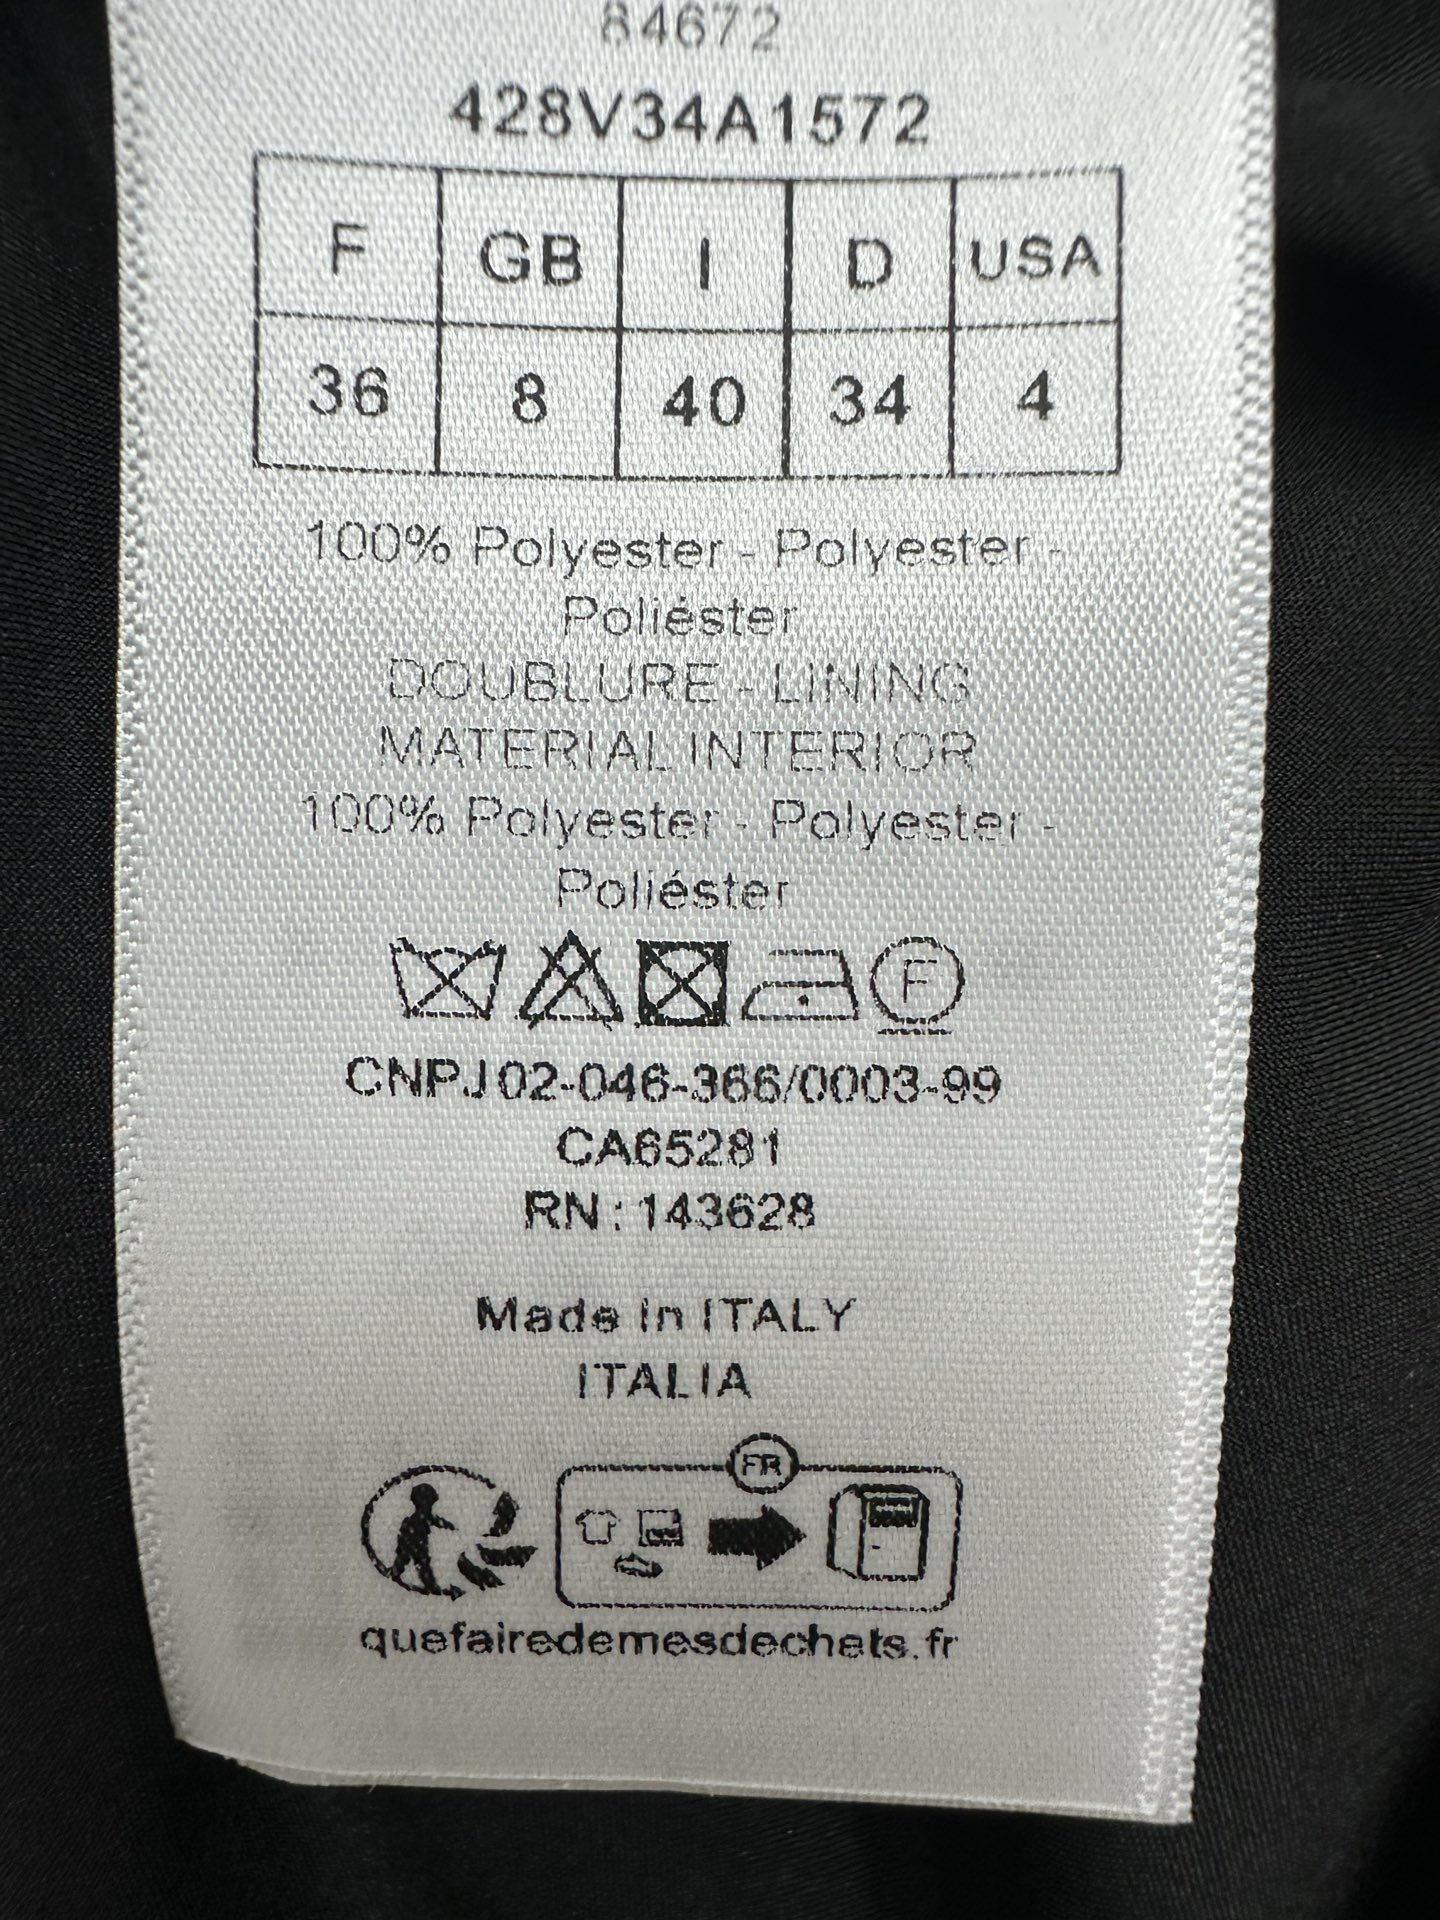 84672
428V34A1572
F GB I D USA
36 8 40 34 4
100% Polyester - Polyester -
Poliéster
DOUBLURE - LINING
MATERIAL INTERIOR
100% Polyester - Polyester -
Poliéster
F
CNPJ 02-046-366/0003-99
CA65281
RN : 143628
Made in ITALY
ITALIA
FR
quefairedemesdechets.fr